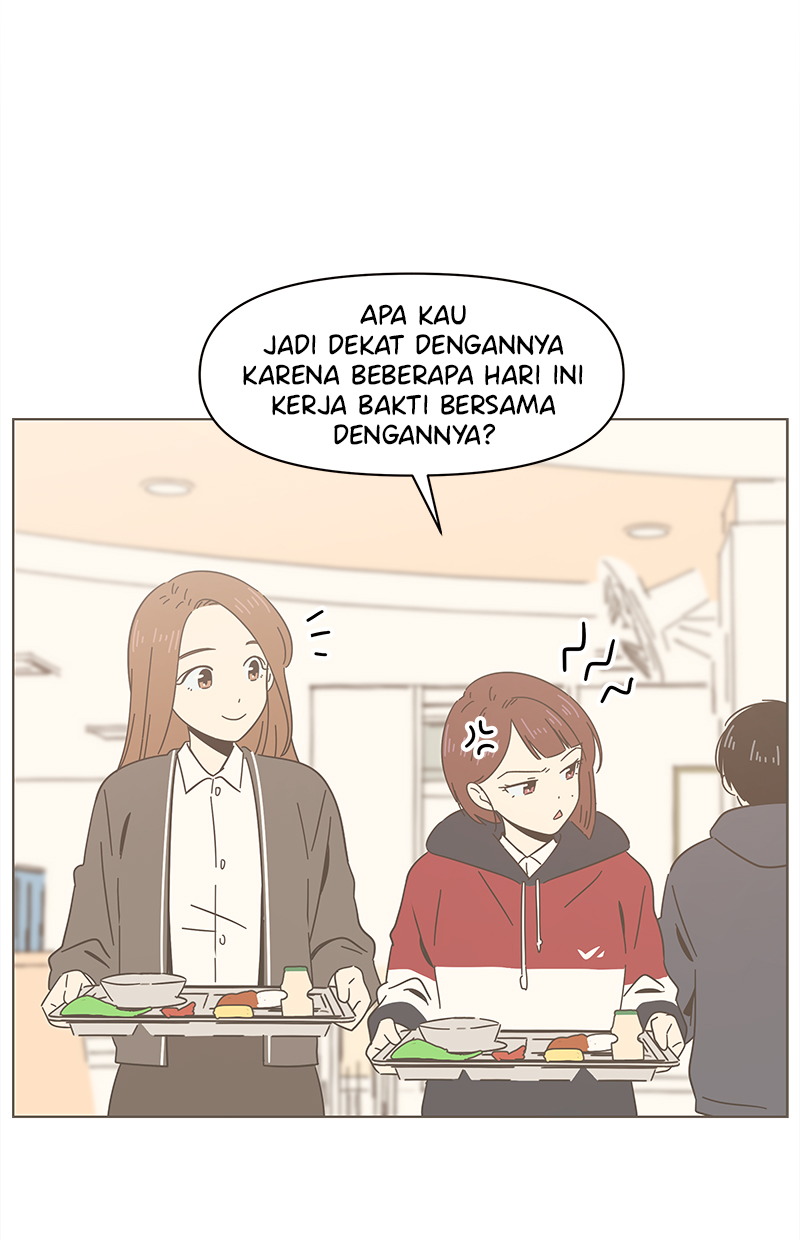 APA KAU
JADI DEKAT DENGANNYA
KARENA BEBERAPA HARI INI
KERJA BAKTI BERSAMA
DENGANNYA?